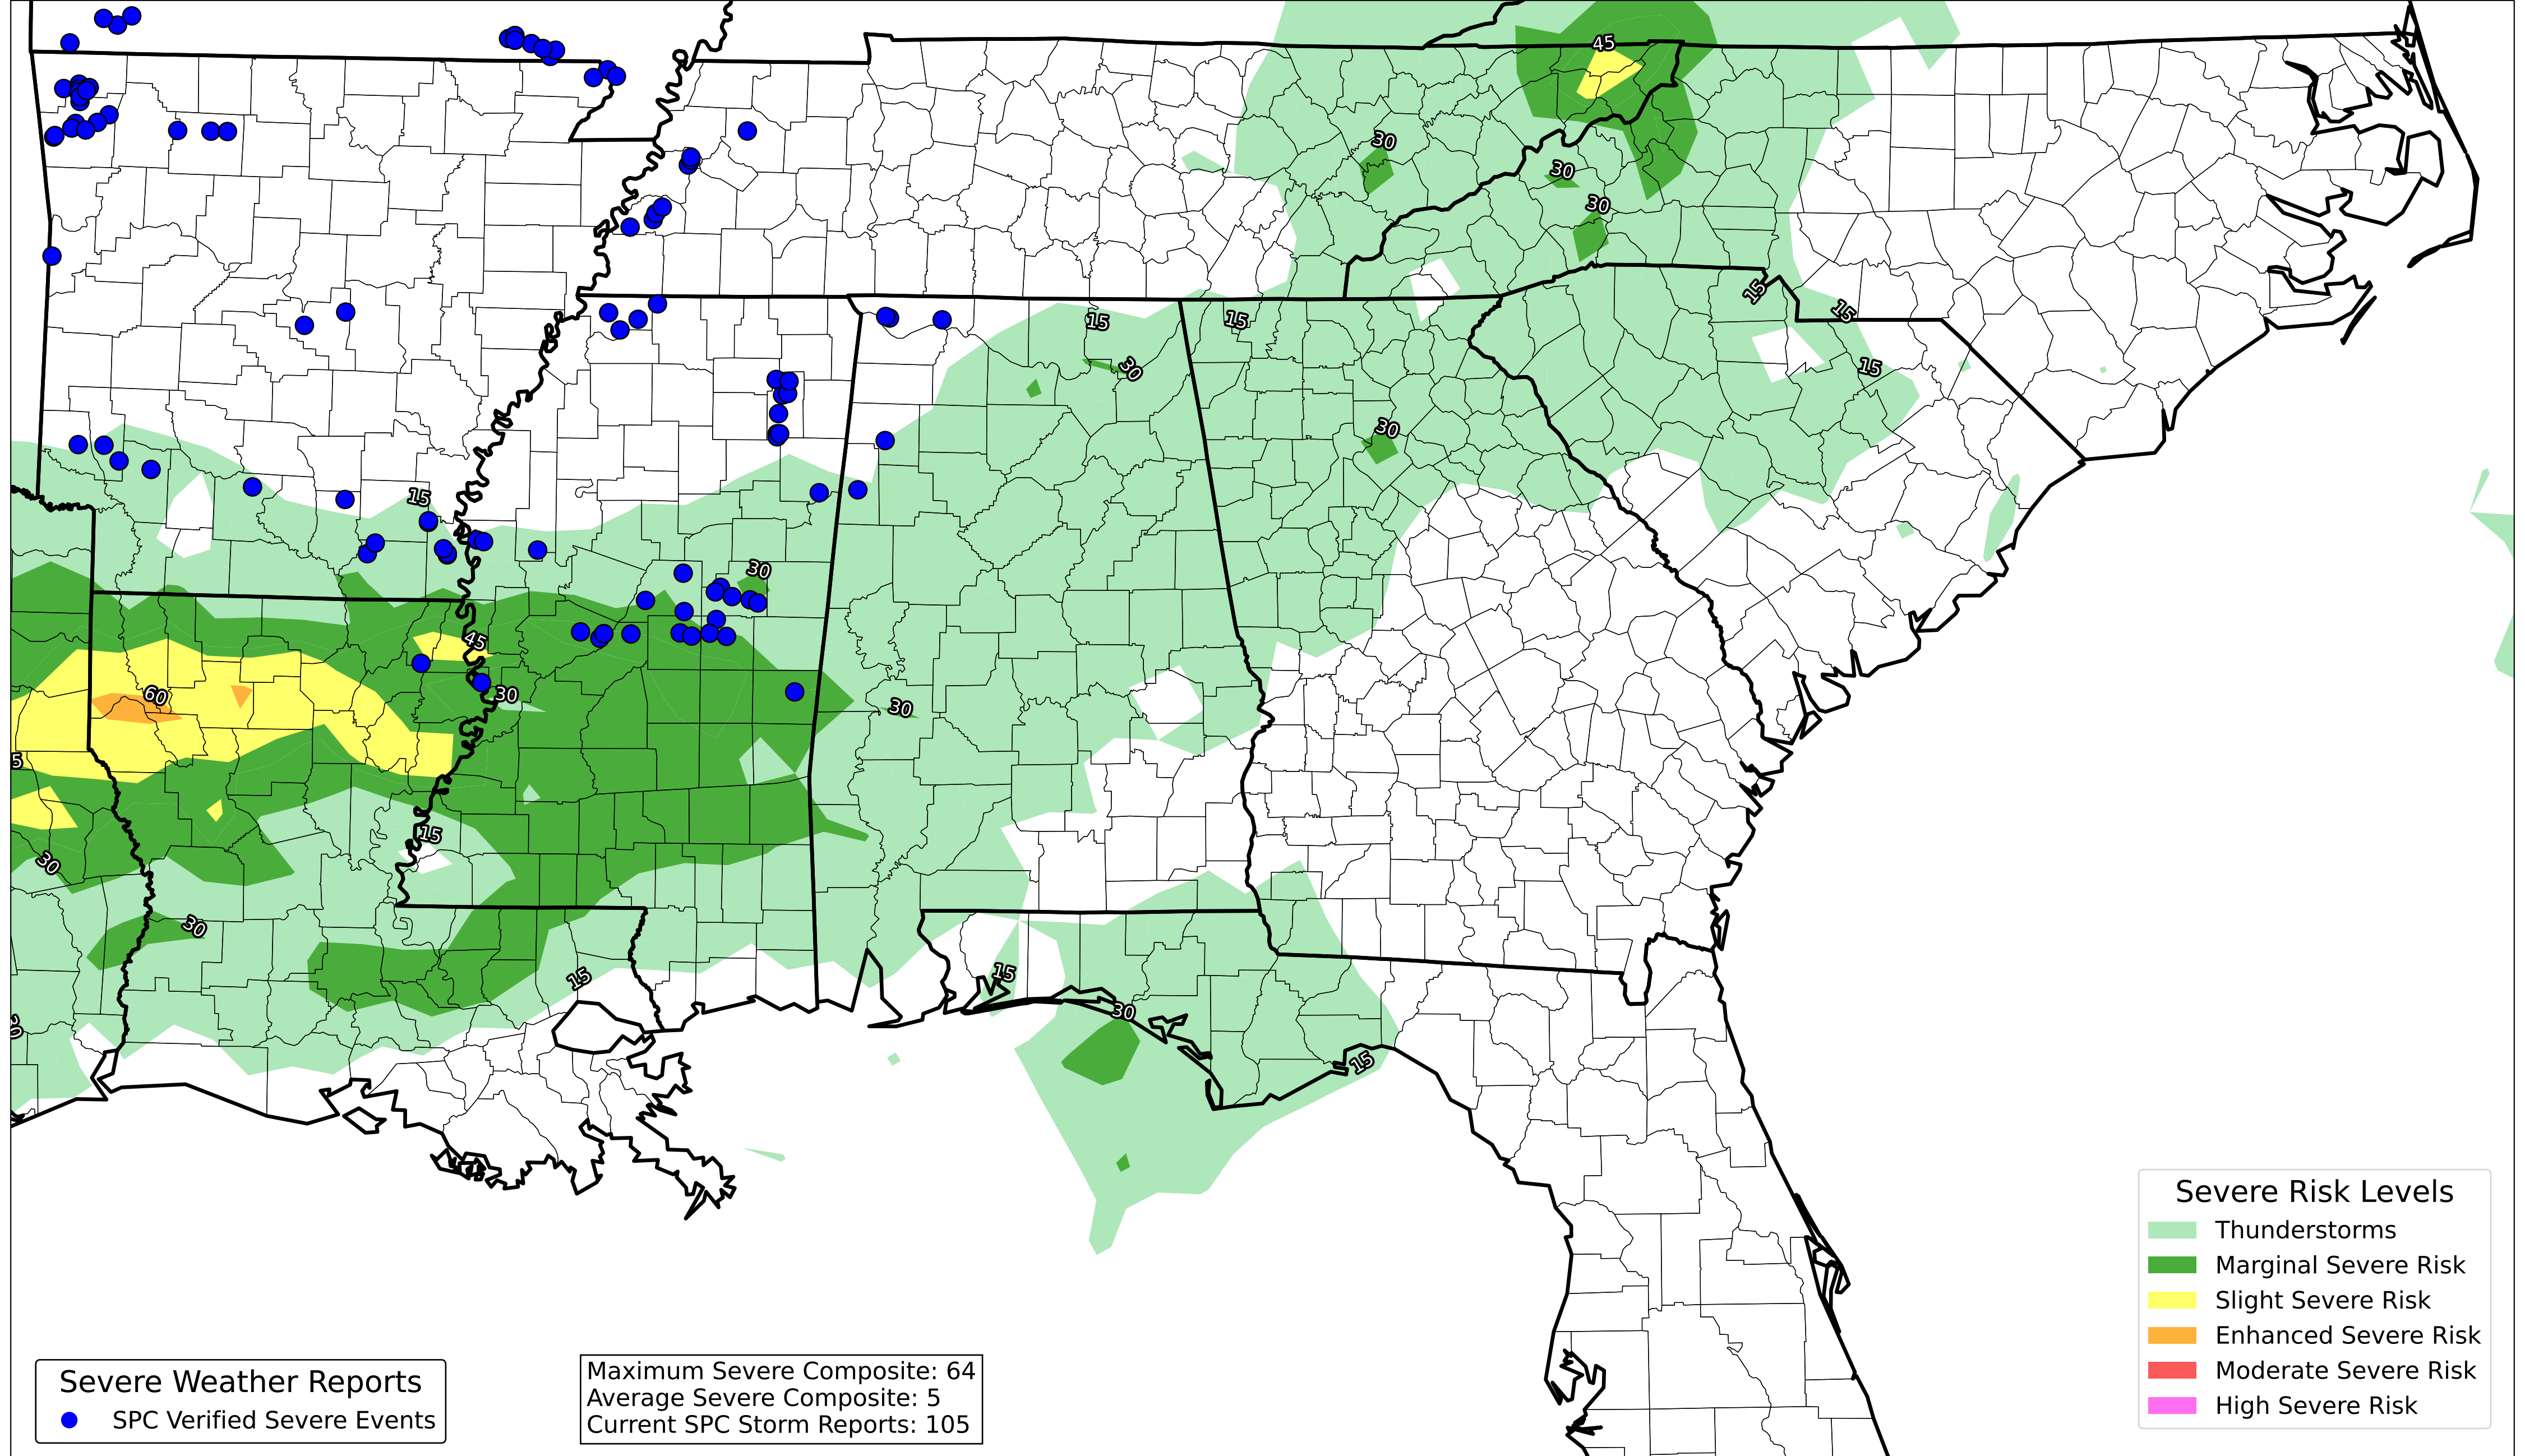 45
30
30
30
15
15
15
15
30
15
30
15
30
45
60
30
30
5
15
30
30
15
15
30
30
15
Severe Risk Levels
Thunderstorms
Marginal Severe Risk
Slight Severe Risk
Enhanced Severe Risk
Moderate Severe Risk
High Severe Risk
Severe Weather Reports
SPC Verified Severe Events
Maximum Severe Composite: 64
Average Severe Composite: 5
Current SPC Storm Reports: 105